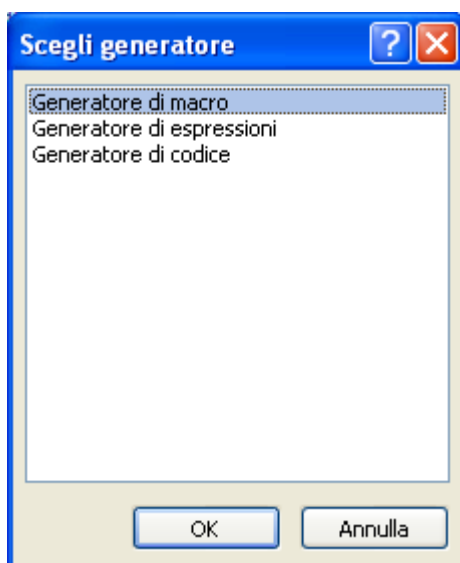 Scegli generatore
Generatore di macro
Generatore di espressioni
Generatore di codice
OK
Annulla